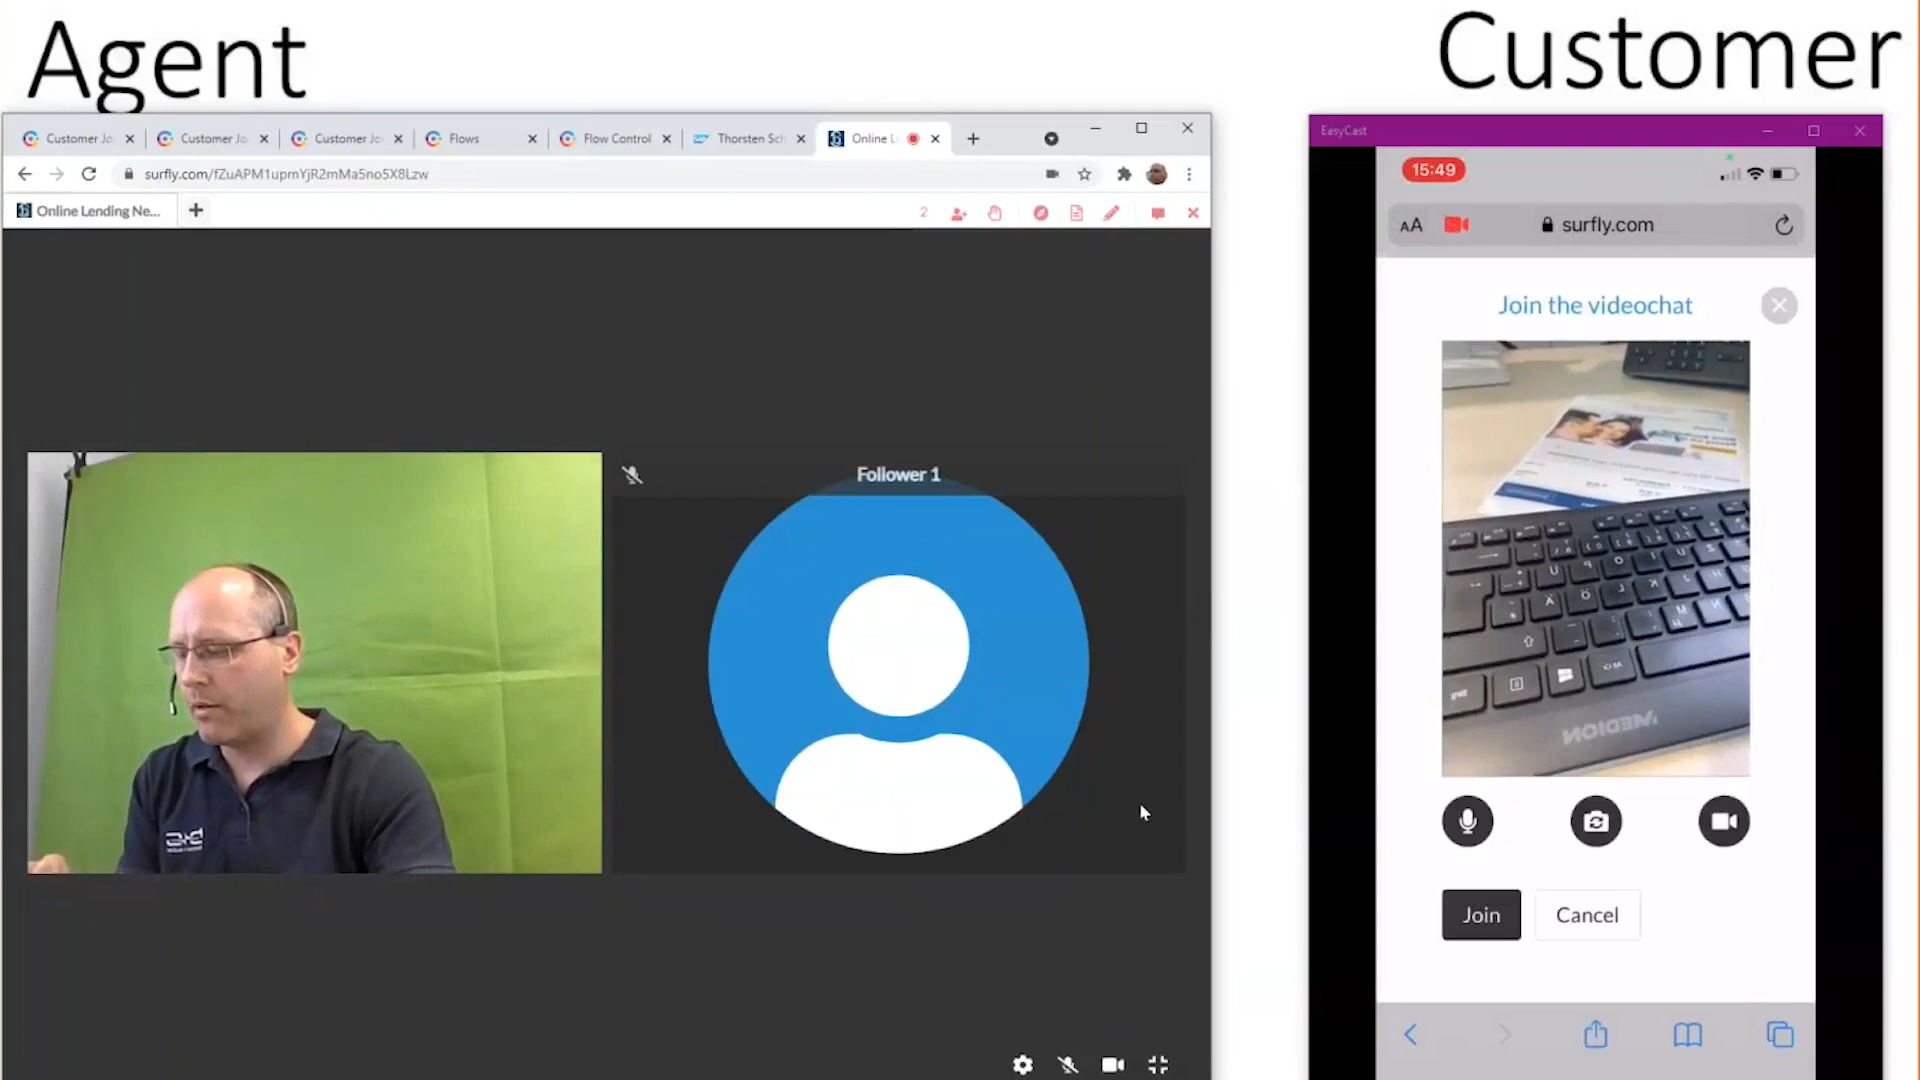 Agent
Customer
Customer Jo
Customer Jo
Customer Jo
Flows
Flow Control
Thorsten Sch
Online L
surfly.com/fZuAPM1upmYjR2mMa5no5X8Lzw
Online Lending Ne...
2
Follower 1
EasyCast
15:49
AA
surfly.com
Join the videochat
MEDION
Join
Cancel